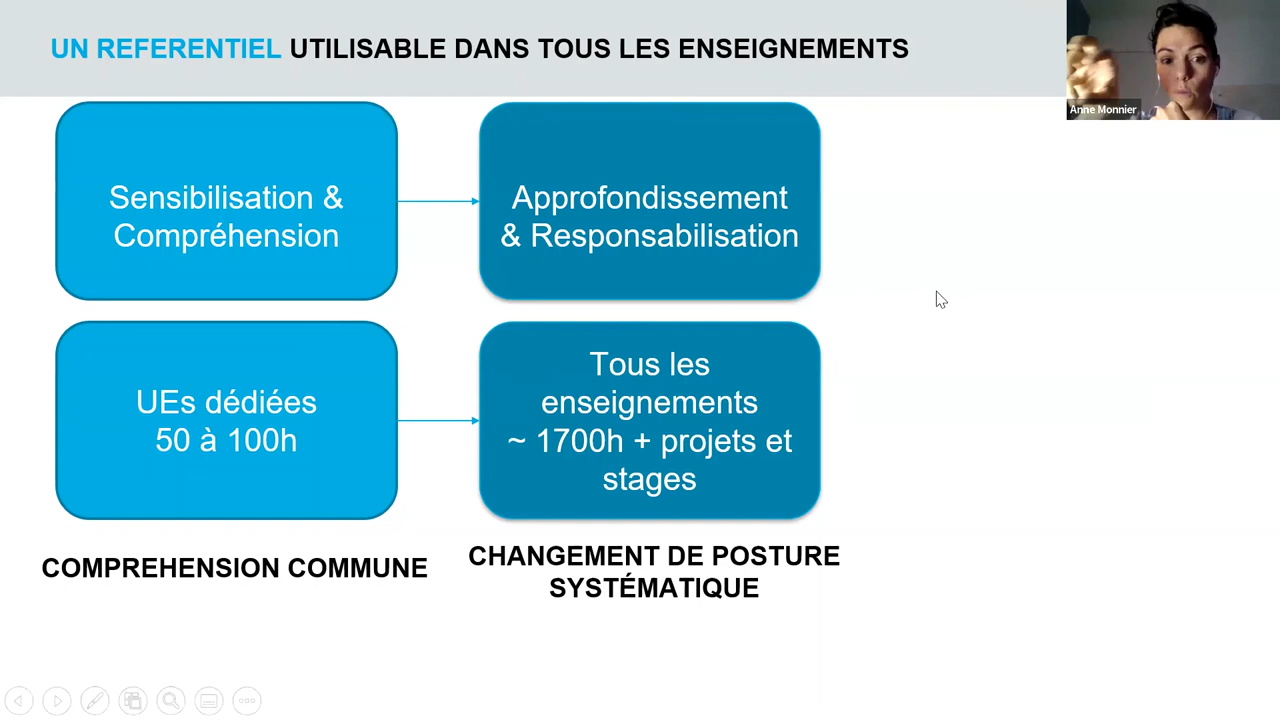 UN REFERENTIEL UTILISABLE DANS TOUS LES ENSEIGNEMENTS
Anne Monnier
Sensibilisation &
Compréhension
Approfondissement
& Responsabilisation
UEs dédiées
50 à 100h
Tous les
enseignements
~ 1700h + projets et
stages
COMPREHENSION COMMUNE
CHANGEMENT DE POSTURE
SYSTÉMATIQUE